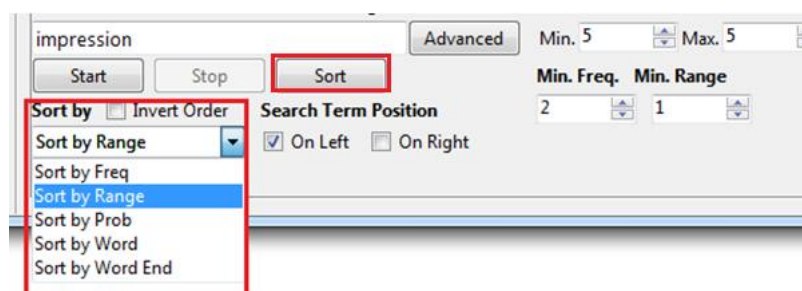 impression Advanced Min. 5 Max. 5
Start Stop Sort Min. Freq. Min. Range
Sort by Invert Order Search Term Position 2 1
Sort by Range On Left On Right
Sort by Freq
Sort by Range
Sort by Prob
Sort by Word
Sort by Word End